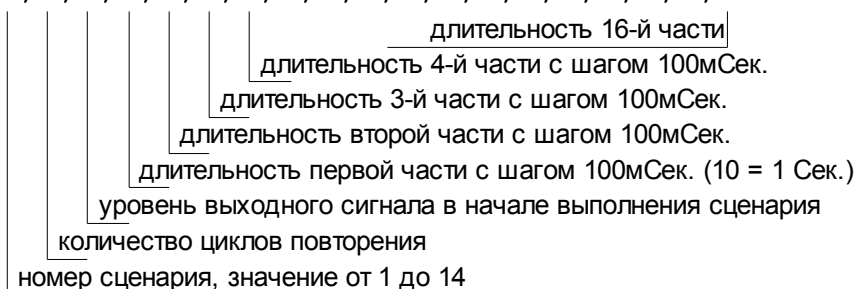 длительность 16-й части
длительность 4-й части с шагом 100мСек.
длительность 3-й части с шагом 100мСек.
длительность второй части с шагом 100мСек.
длительность первой части с шагом 100мСек. (10 = 1 Сек.)
уровень выходного сигнала в начале выполнения сценария
количество циклов повторения
номер сценария, значение от 1 до 14